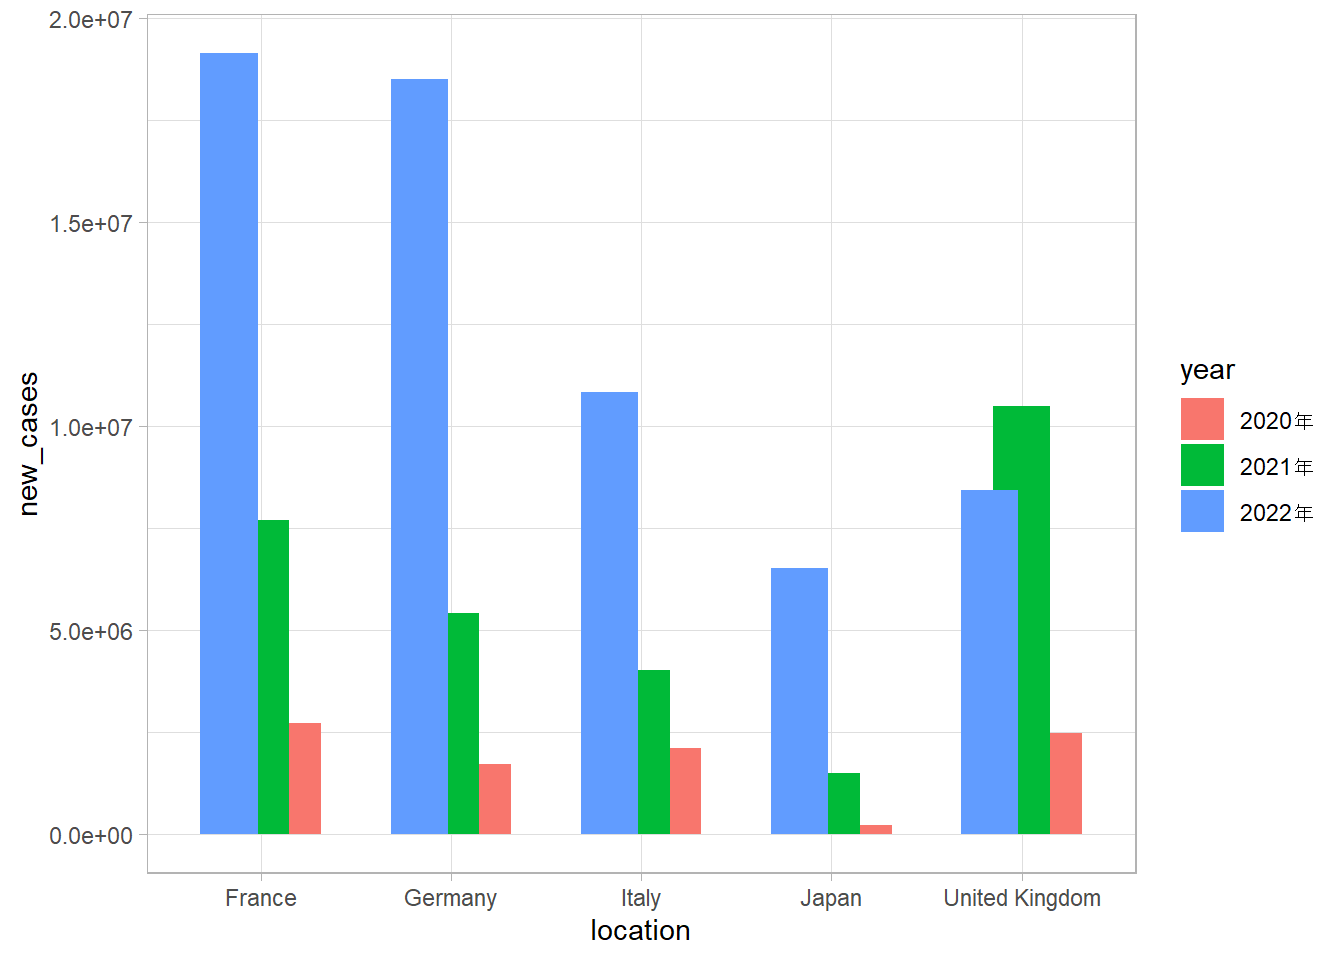 2.0e+07
1.5e+07
1.0e+07
5.0e+06
0.0e+00
new_cases
France Germany Italy Japan United Kingdom
location
year
2020年
2021年
2022年